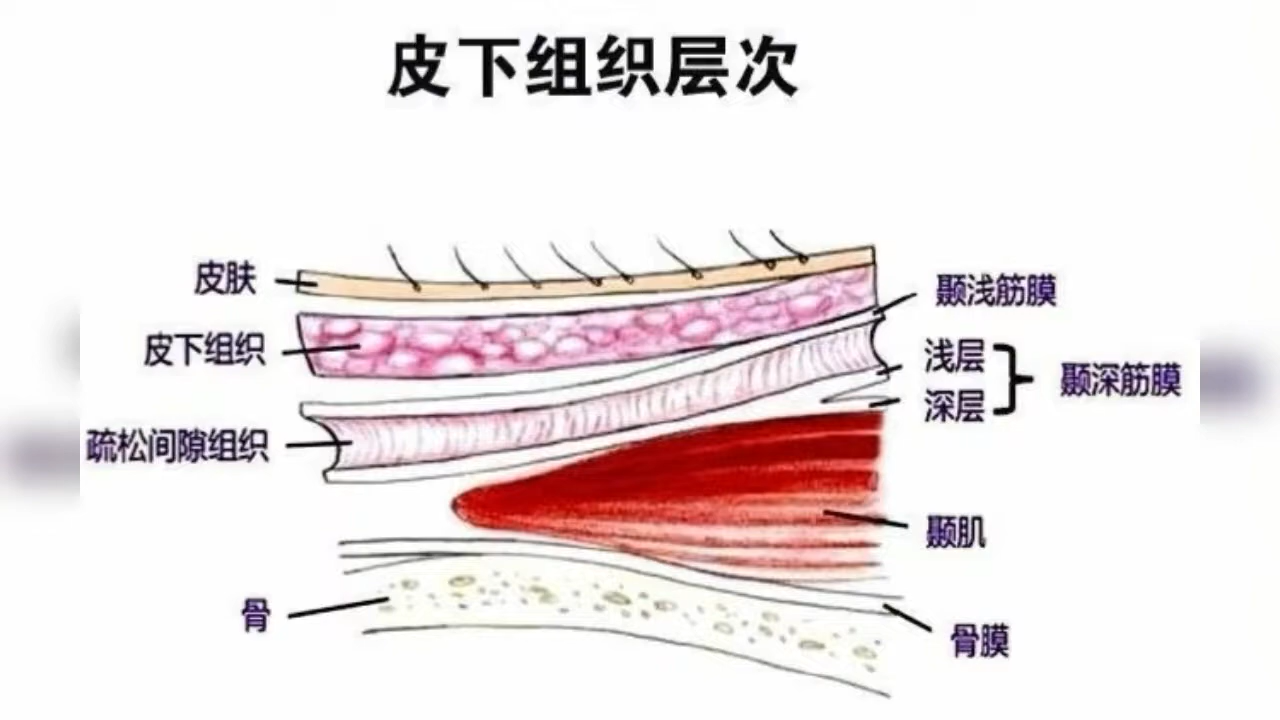 皮下组织层次
皮肤
皮下组织
疏松间隙组织
骨
颞浅筋膜
浅层
深层
颞深筋膜
颞肌
骨膜